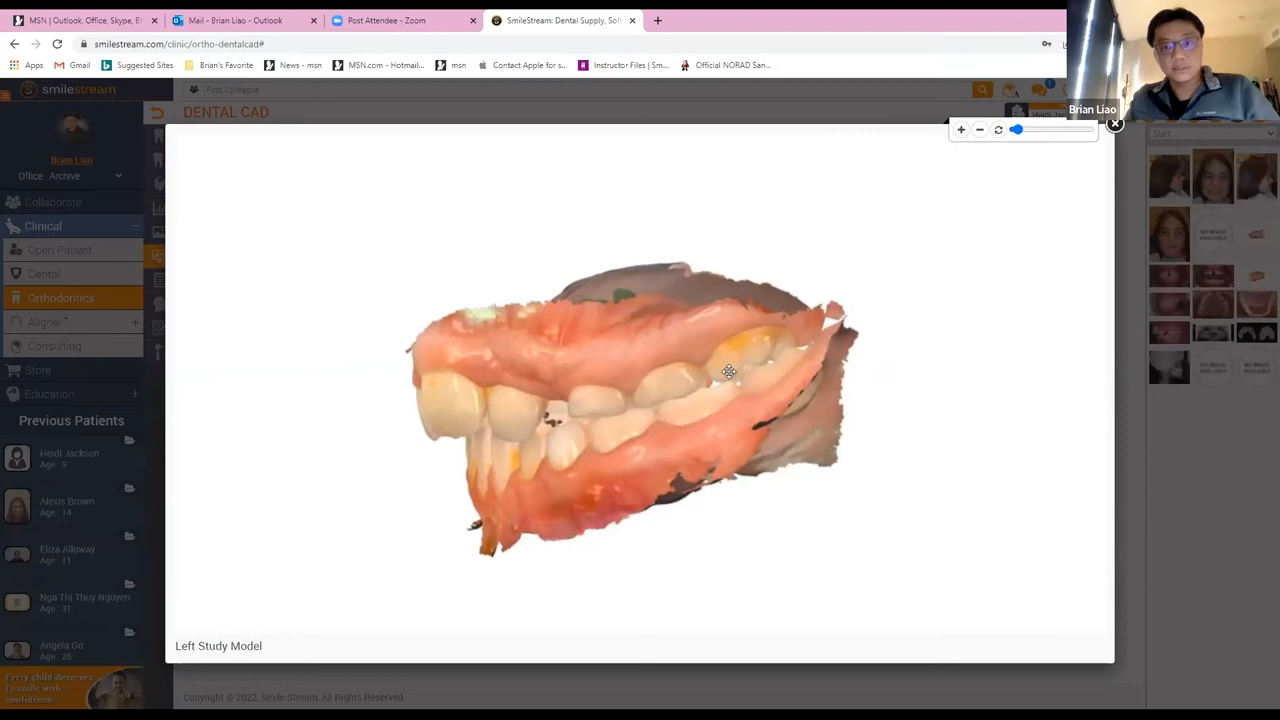 MSN | Outlook, Office, Skype, B
Mail - Brian Liao - Outlook
Post Attendee - Zoom
SmileStream: Dental Supply, Sof
smilestream.com/clinic/ortho-dentalcad#
Apps
Gmail
Suggested Sites
Brian's Favorite
News - msn
MSN.com - Hotmail...
msn
Contact Apple for s...
Instructor Files | Sm...
Official NORAD San...
Brian Liao
smilestream
Find Colleague
DENTAL CAD
Start
Brian Liao
Office: Archive
Collaborate
Clinical
Open Patient
Dental
Orthodontics
Aligner+
Consulting
Store
Education
Previous Patients
Heidi Jackson
Age : 9
Alexis Brown
Age : 14
Eliza Alloway
Age : 11
Nga Thi Thuy Nguyen
Age : 31
Angela Go
Age : 26
Every child deserves
to smile with
confidence.
Left Study Model
Copyright © 2022, Smile Stream. All Rights Reserved